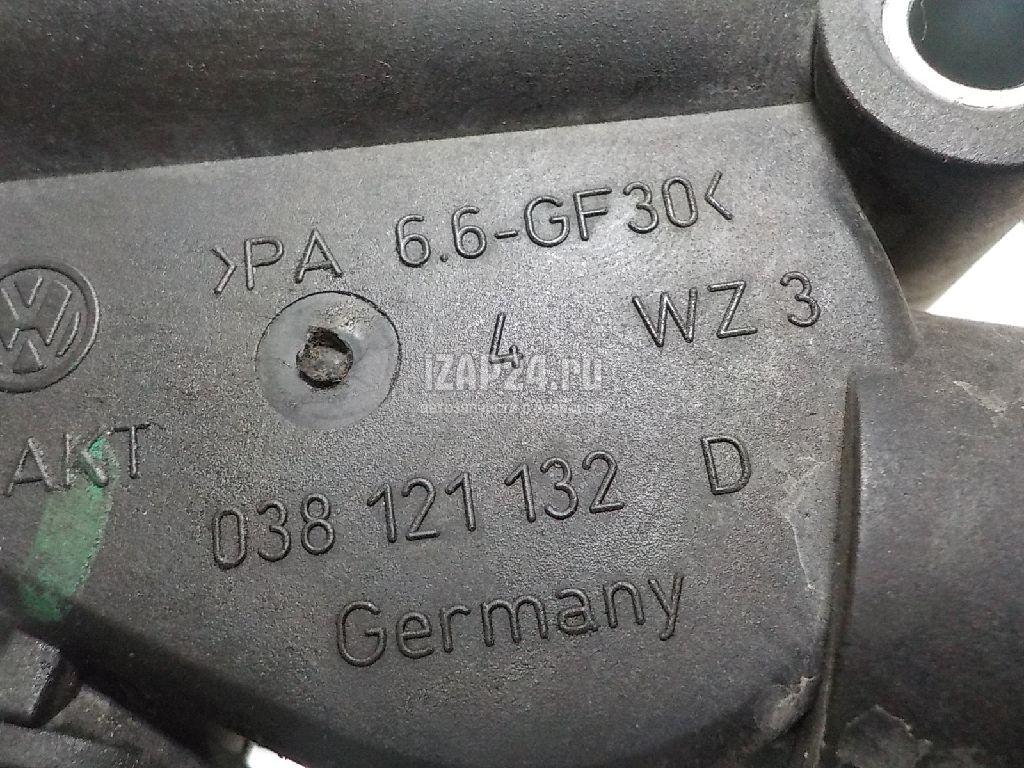 >PA 6.6-GF30<
4 WZ 3
IZAP24.ru
AKT
038 121 132 D
Germany